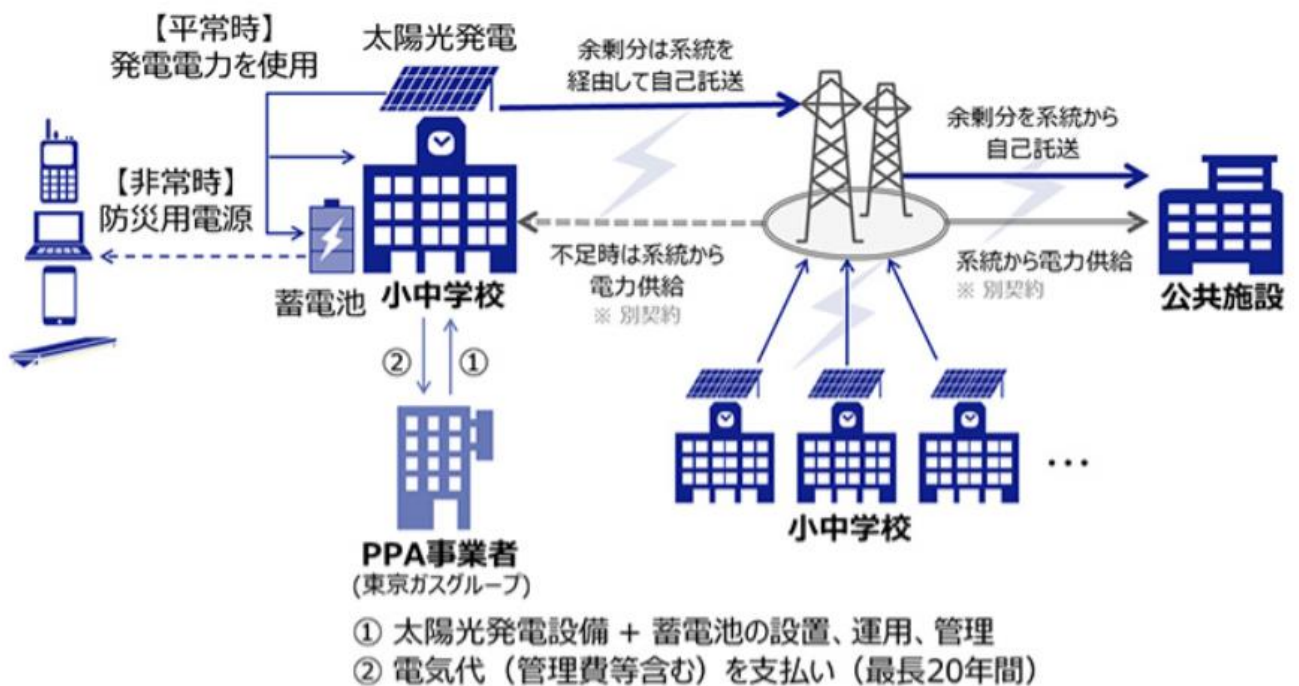 【平常時】
発電電力を使用
太陽光発電
余剰分は系統を
経由して自己託送
余剰分を系統から
自己託送
【非常時】
防災用電源
蓄電池
小中学校
不足時は系統から
電力供給
※ 別契約
系統から電力供給
※ 別契約
公共施設
② ①
小中学校
…
PPA事業者
(東京ガスグループ)
① 太陽光発電設備 + 蓄電池の設置、運用、管理
② 電気代（管理費等含む）を支払い（最長20年間）